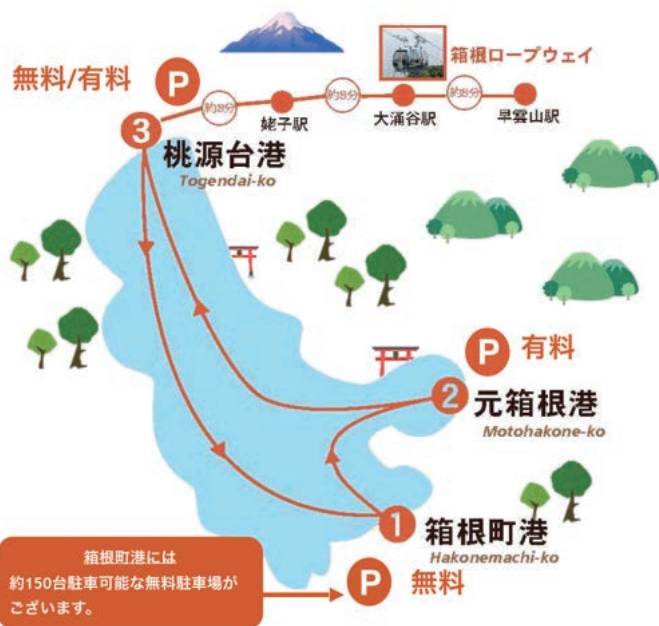 箱根ロープウェイ
無料/有料
P
約8分
約8分
約8分
姥子駅
大涌谷駅
早雲山駅
3
桃源台港
Togendai-ko
P
有料
2
元箱根港
Motohakone-ko
1
箱根町港
Hakonemachi-ko
箱根町港には
約150台駐車可能な無料駐車場が
ございます。
P
無料